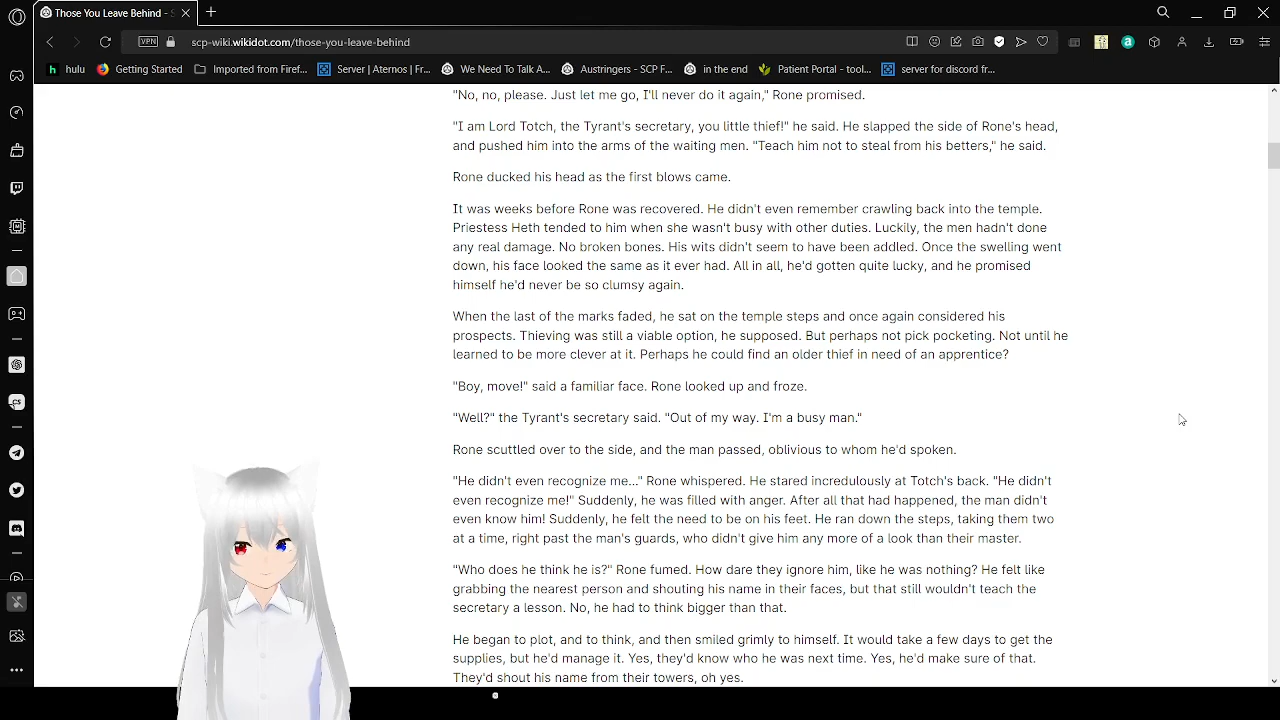 Those You Leave Behind - S
VPN
scp-wiki.wikidot.com/those-you-leave-behind
hulu
Getting Started
Imported from Firef...
Server | Aternos | Fr...
We Need To Talk A...
Austringers - SCP F...
in the end
Patient Portal - tool...
server for discord fr...
"No, no, please. Just let me go, I'll never do it again," Rone promised.
"I am Lord Totch, the Tyrant's secretary, you little thief!" he said. He slapped the side of Rone's head,
and pushed him into the arms of the waiting men. "Teach him not to steal from his betters," he said.
Rone ducked his head as the first blows came.
It was weeks before Rone was recovered. He didn't even remember crawling back into the temple.
Priestess Heth tended to him when she wasn't busy with other duties. Luckily, the men hadn't done
any real damage. No broken bones. His wits didn't seem to have been addled. Once the swelling went
down, his face looked the same as it ever had. All in all, he'd gotten quite lucky, and he promised
himself he'd never be so clumsy again.
When the last of the marks faded, he sat on the temple steps and once again considered his
prospects. Thieving was still a viable option, he supposed. But perhaps not pick pocketing. Not until he
learned to be more clever at it. Perhaps he could find an older thief in need of an apprentice?
"Boy, move!" said a familiar face. Rone looked up and froze.
"Well?" the Tyrant's secretary said. "Out of my way. I'm a busy man."
Rone scuttled over to the side, and the man passed, oblivious to whom he'd spoken.
"He didn't even recognize me..." Rone whispered. He stared incredulously at Totch's back. "He didn't
even recognize me!" Suddenly, he was filled with anger. After all that had happened, the man didn't
even know him! Suddenly, he felt the need to be on his feet. He ran down the steps, taking them two
at a time, right past the man's guards, who didn't give him any more of a look than their master.
"Who does he think he is?" Rone fumed. How dare they ignore him, like he was nothing? He felt like
grabbing the nearest person and shouting his name in their faces, but that still wouldn't teach the
secretary a lesson. No, he had to think bigger than that.
He began to plot, and to think, and then smiled grimly to himself. It would take a few days to get the
supplies, but he'd manage it. Yes, they'd know who he was next time. Yes, he'd make sure of that.
They'd shout his name from their towers, oh yes.